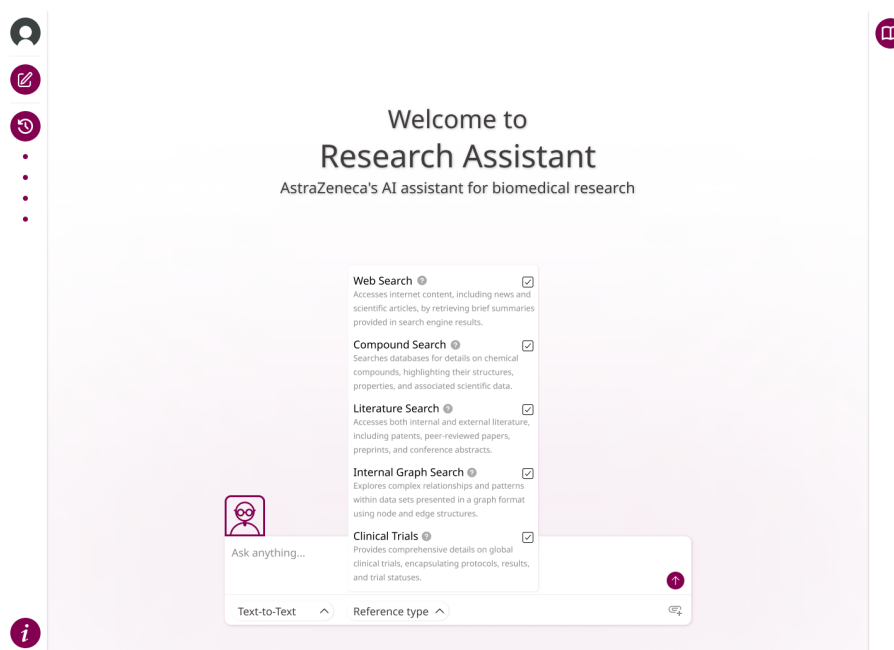 Welcome to
Research Assistant
AstraZeneca's AI assistant for biomedical research
Web Search ?
Accesses internet content, including news and
scientific articles, by retrieving brief summaries
provided in search engine results.
Compound Search ?
Searches databases for details on chemical
compounds, highlighting their structures,
properties, and associated scientific data.
Literature Search ?
Accesses both internal and external literature,
including patents, peer-reviewed papers,
preprints, and conference abstracts.
Internal Graph Search ?
Explores complex relationships and patterns
within data sets presented in a graph format
using node and edge structures.
Clinical Trials ?
Provides comprehensive details on global
clinical trials, encapsulating protocols, results,
and trial statuses.
Ask anything...
Text-to-Text
Reference type
i